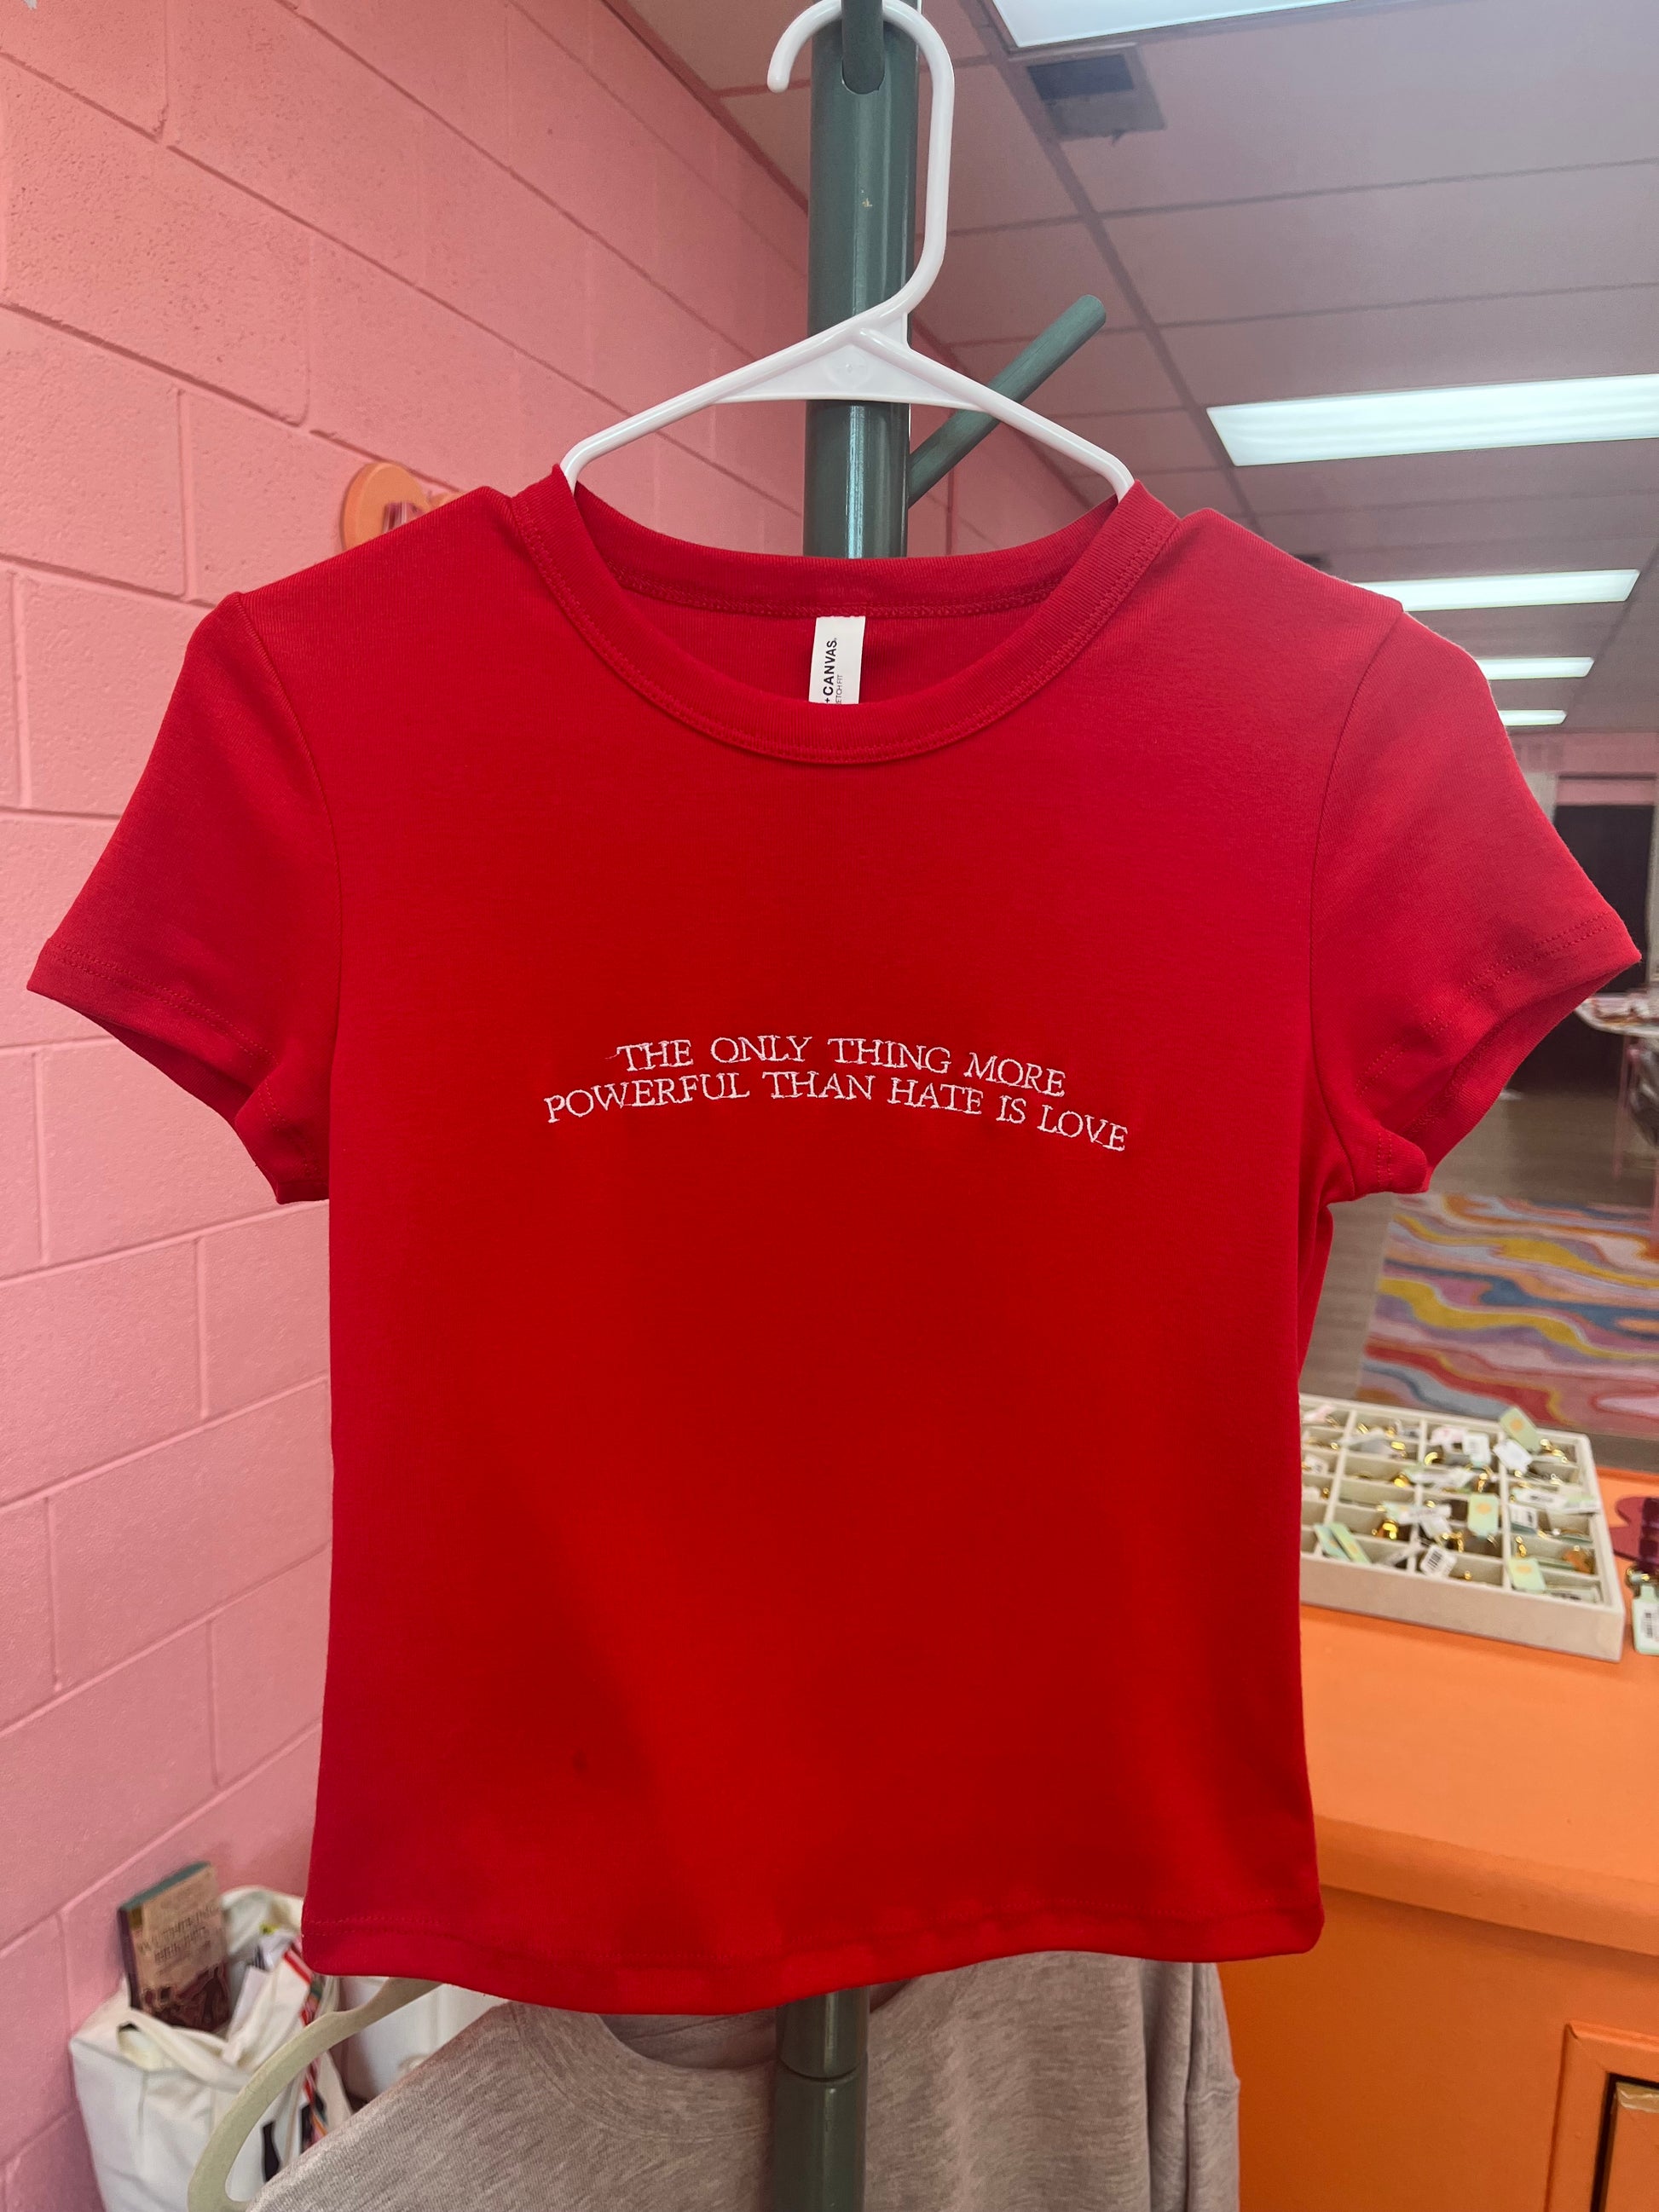 +CANVAS.
THE ONLY THING MORE
POWERFUL THAN HATE IS LOVE